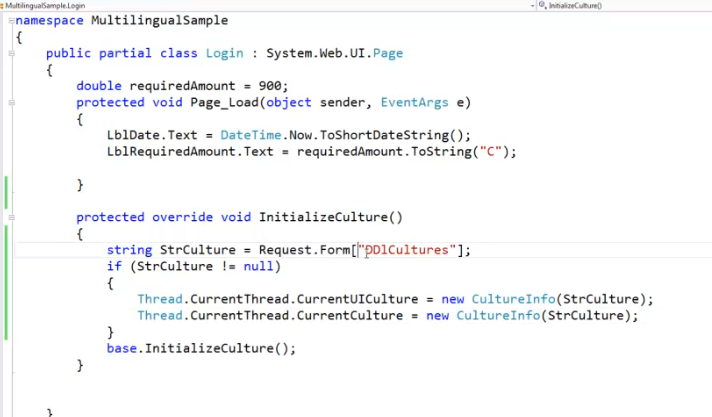 MultilingualSample.Login InitializeCulture()
namespace MultilingualSample
{
public partial class Login : System.Web.UI.Page
{
double requiredAmount = 900;
protected void Page_Load(object sender, EventArgs e)
{
LblDate.Text = DateTime.Now.ToShortDateString();
LblRequiredAmount.Text = requiredAmount.ToString("C");
}
protected override void InitializeCulture()
{
string StrCulture = Request.Form["DDlCultures"];
if (StrCulture != null)
{
Thread.CurrentThread.CurrentUICulture = new CultureInfo(StrCulture);
Thread.CurrentThread.CurrentCulture = new CultureInfo(StrCulture);
}
base.InitializeCulture();
}
}